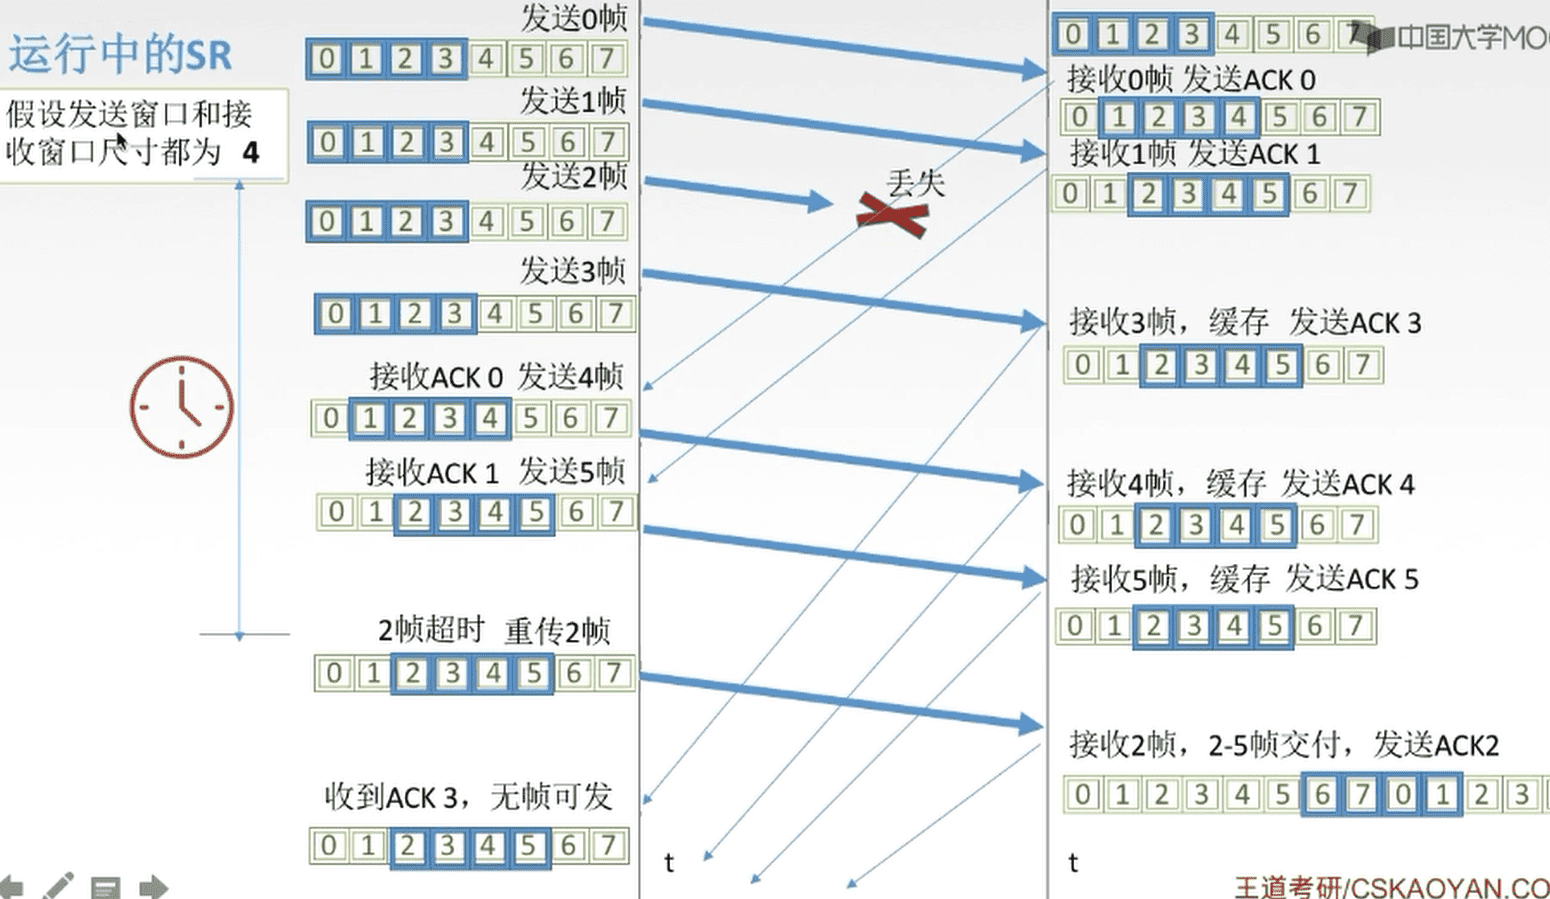 运行中的SR
假设发送窗口和接
收窗口尺寸都为 4
发送0帧
0 1 2 3 4 5 6 7
发送1帧
0 1 2 3 4 5 6 7
发送2帧
0 1 2 3 4 5 6 7
发送3帧
0 1 2 3 4 5 6 7
接收ACK 0 发送4帧
0 1 2 3 4 5 6 7
接收ACK 1 发送5帧
0 1 2 3 4 5 6 7
2帧超时 重传2帧
0 1 2 3 4 5 6 7
收到ACK 3，无帧可发
0 1 2 3 4 5 6 7
丢失
t
0 1 2 3 4 5 6 7
中国大学MO
接收0帧 发送ACK 0
0 1 2 3 4 5 6 7
接收1帧 发送ACK 1
0 1 2 3 4 5 6 7
接收3帧，缓存 发送ACK 3
0 1 2 3 4 5 6 7
接收4帧，缓存 发送ACK 4
0 1 2 3 4 5 6 7
接收5帧，缓存 发送ACK 5
0 1 2 3 4 5 6 7
接收2帧，2-5帧交付，发送ACK2
0 1 2 3 4 5 6 7 0 1 2 3
t
王道考研/CSKAOYAN.CO